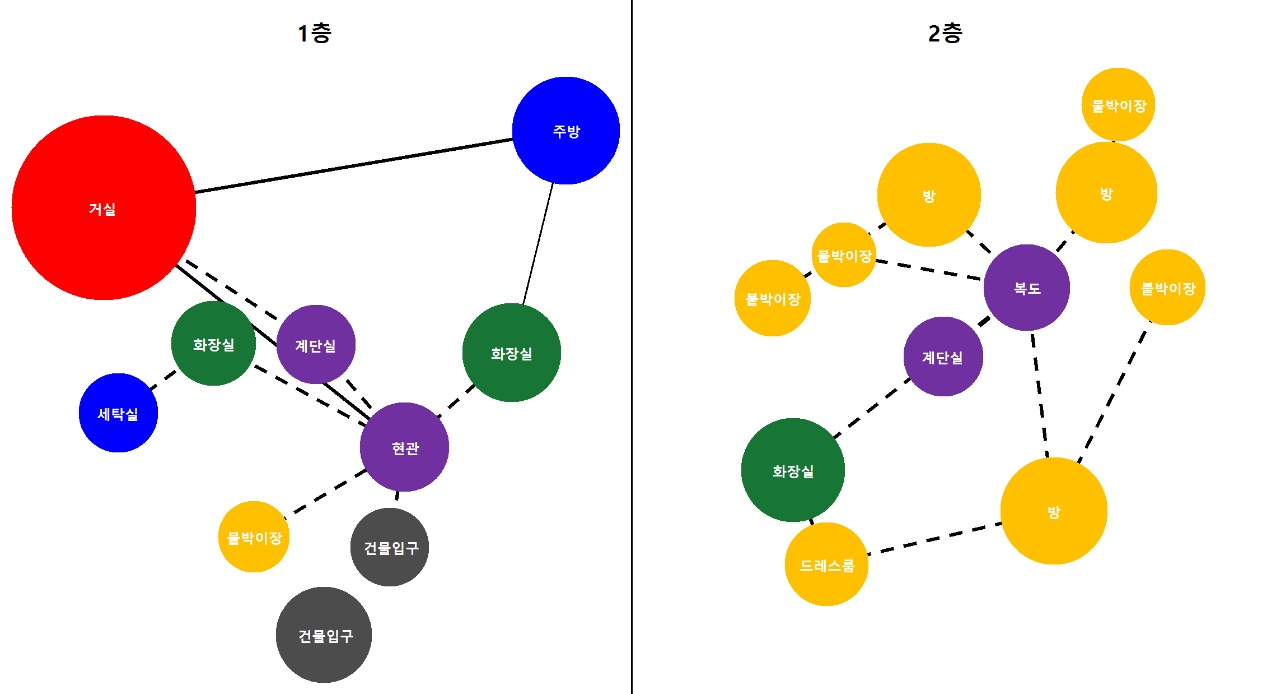 1층
주방
거실
화장실
계단실
화장실
세탁실
현관
붙박이장
건물입구
건물입구
2층
붙박이장
방
방
붙박이장
붙박이장
복도
붙박이장
계단실
화장실
방
드레스룸